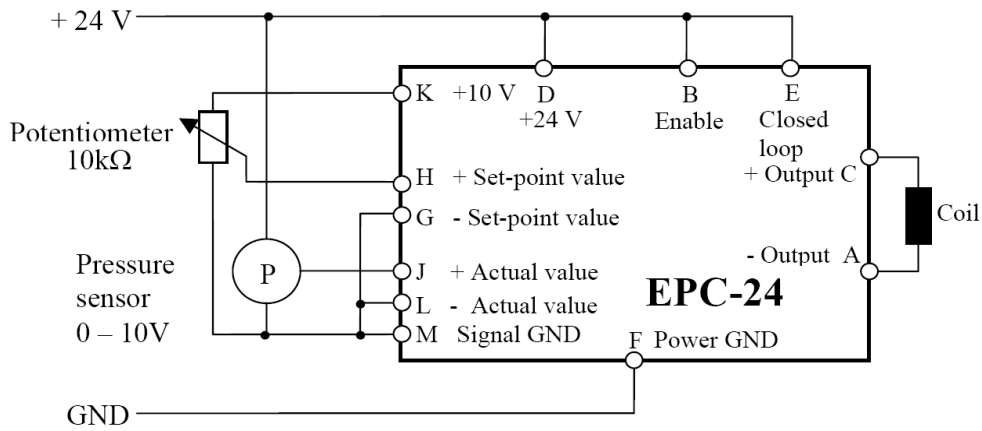 + 24 V
K +10 V
D
+24 V
B
Enable
E
Closed
loop
Potentiometer
10kΩ
H + Set-point value
G - Set-point value
+ Output C
Coil
Pressure
sensor
0 – 10V
P
J + Actual value
L - Actual value
M Signal GND
- Output A
EPC-24
F Power GND
GND